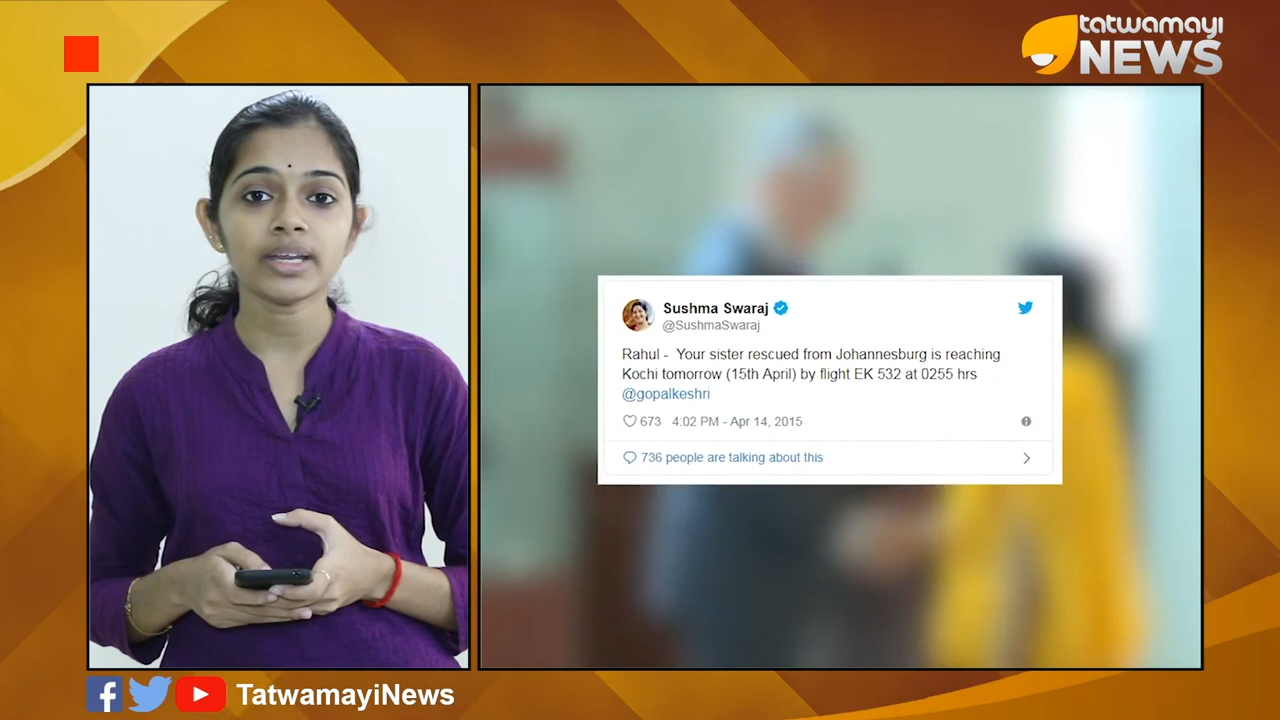 tatwamayi
NEWS
Sushma Swaraj
@SushmaSwaraj
Rahul - Your sister rescued from Johannesburg is reaching
Kochi tomorrow (15th April) by flight EK 532 at 0255 hrs
@gopalkeshri
673 4:02 PM - Apr 14, 2015
736 people are talking about this
TatwamayiNews